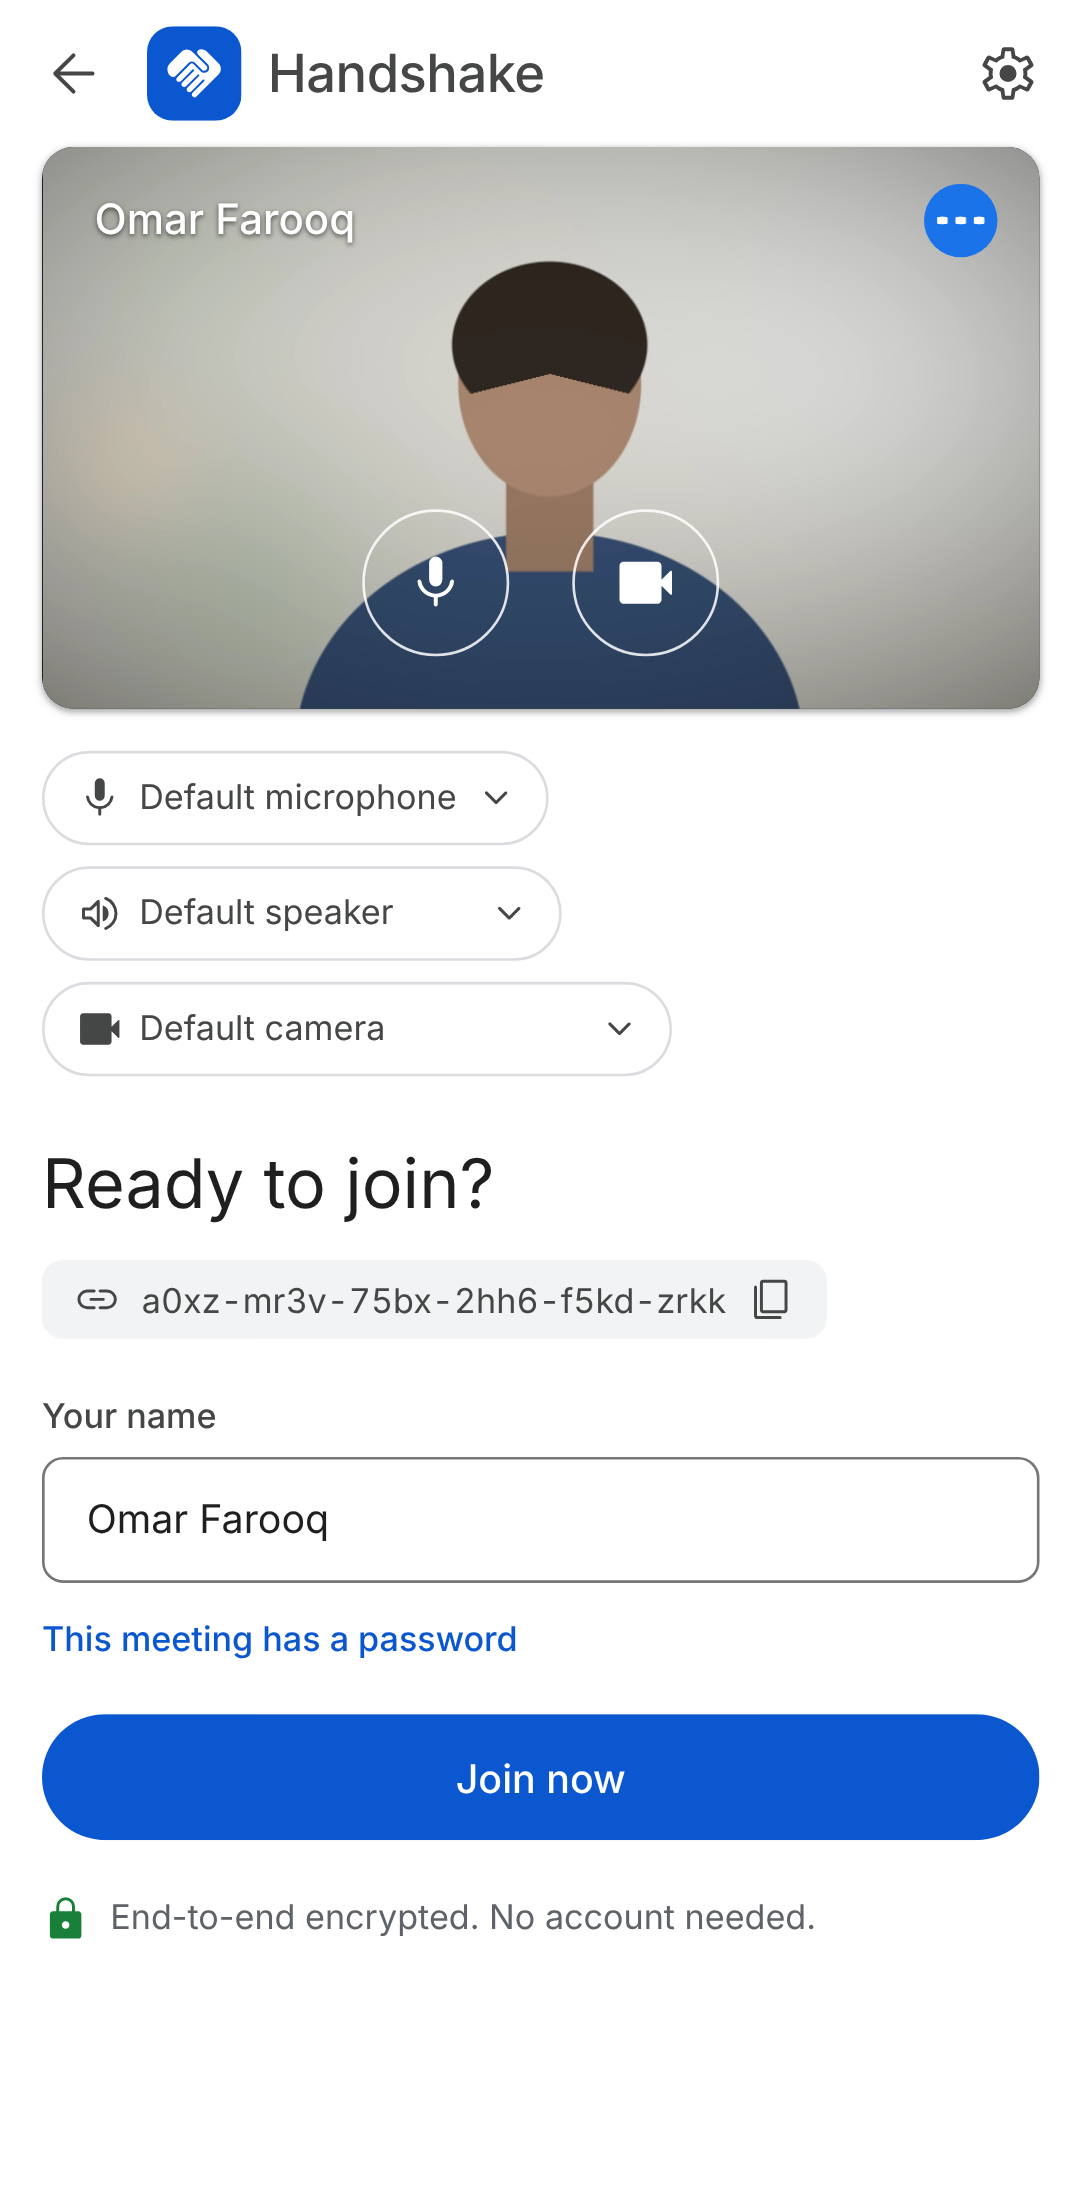 Handshake
Omar Farooq
Default microphone
Default speaker
Default camera
Ready to join?
a0xz-mr3v-75bx-2hh6-f5kd-zrkk
Your name
Omar Farooq
This meeting has a password
Join now
End-to-end encrypted. No account needed.